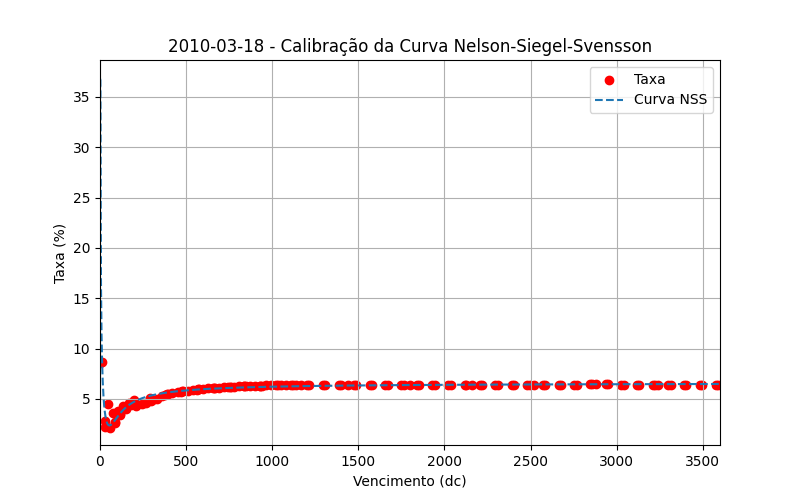 2010-03-18 - Calibração da Curva Nelson-Siegel-Svensson
Taxa
Curva NSS
Taxa (%)
35
30
25
20
15
10
5
0 500 1000 1500 2000 2500 3000 3500
Vencimento (dc)